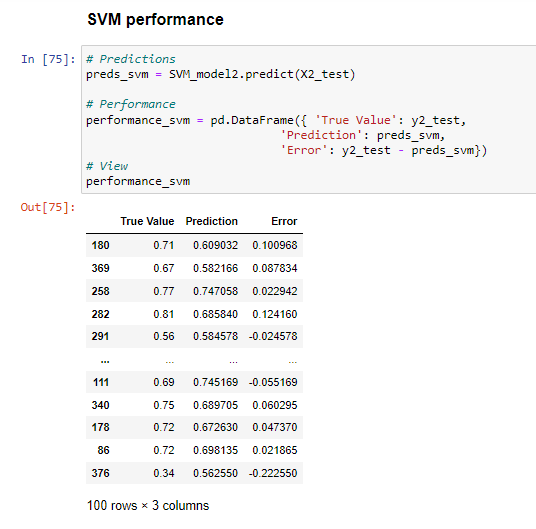 SVM performance
In [75]: # Predictions
preds_svm = SVM_model2.predict(X2_test)
# Performance
performance_svm = pd.DataFrame({ 'True Value': y2_test,
'Prediction': preds_svm,
'Error': y2_test - preds_svm})
# View
performance_svm
Out[75]:
True Value Prediction Error
180 0.71 0.609032 0.100968
369 0.67 0.582166 0.087834
258 0.77 0.747058 0.022942
282 0.81 0.685840 0.124160
291 0.56 0.584578 -0.024578
... ... ... ...
111 0.69 0.745169 -0.055169
340 0.75 0.689705 0.060295
178 0.72 0.672630 0.047370
86 0.72 0.698135 0.021865
376 0.34 0.562550 -0.222550
100 rows × 3 columns